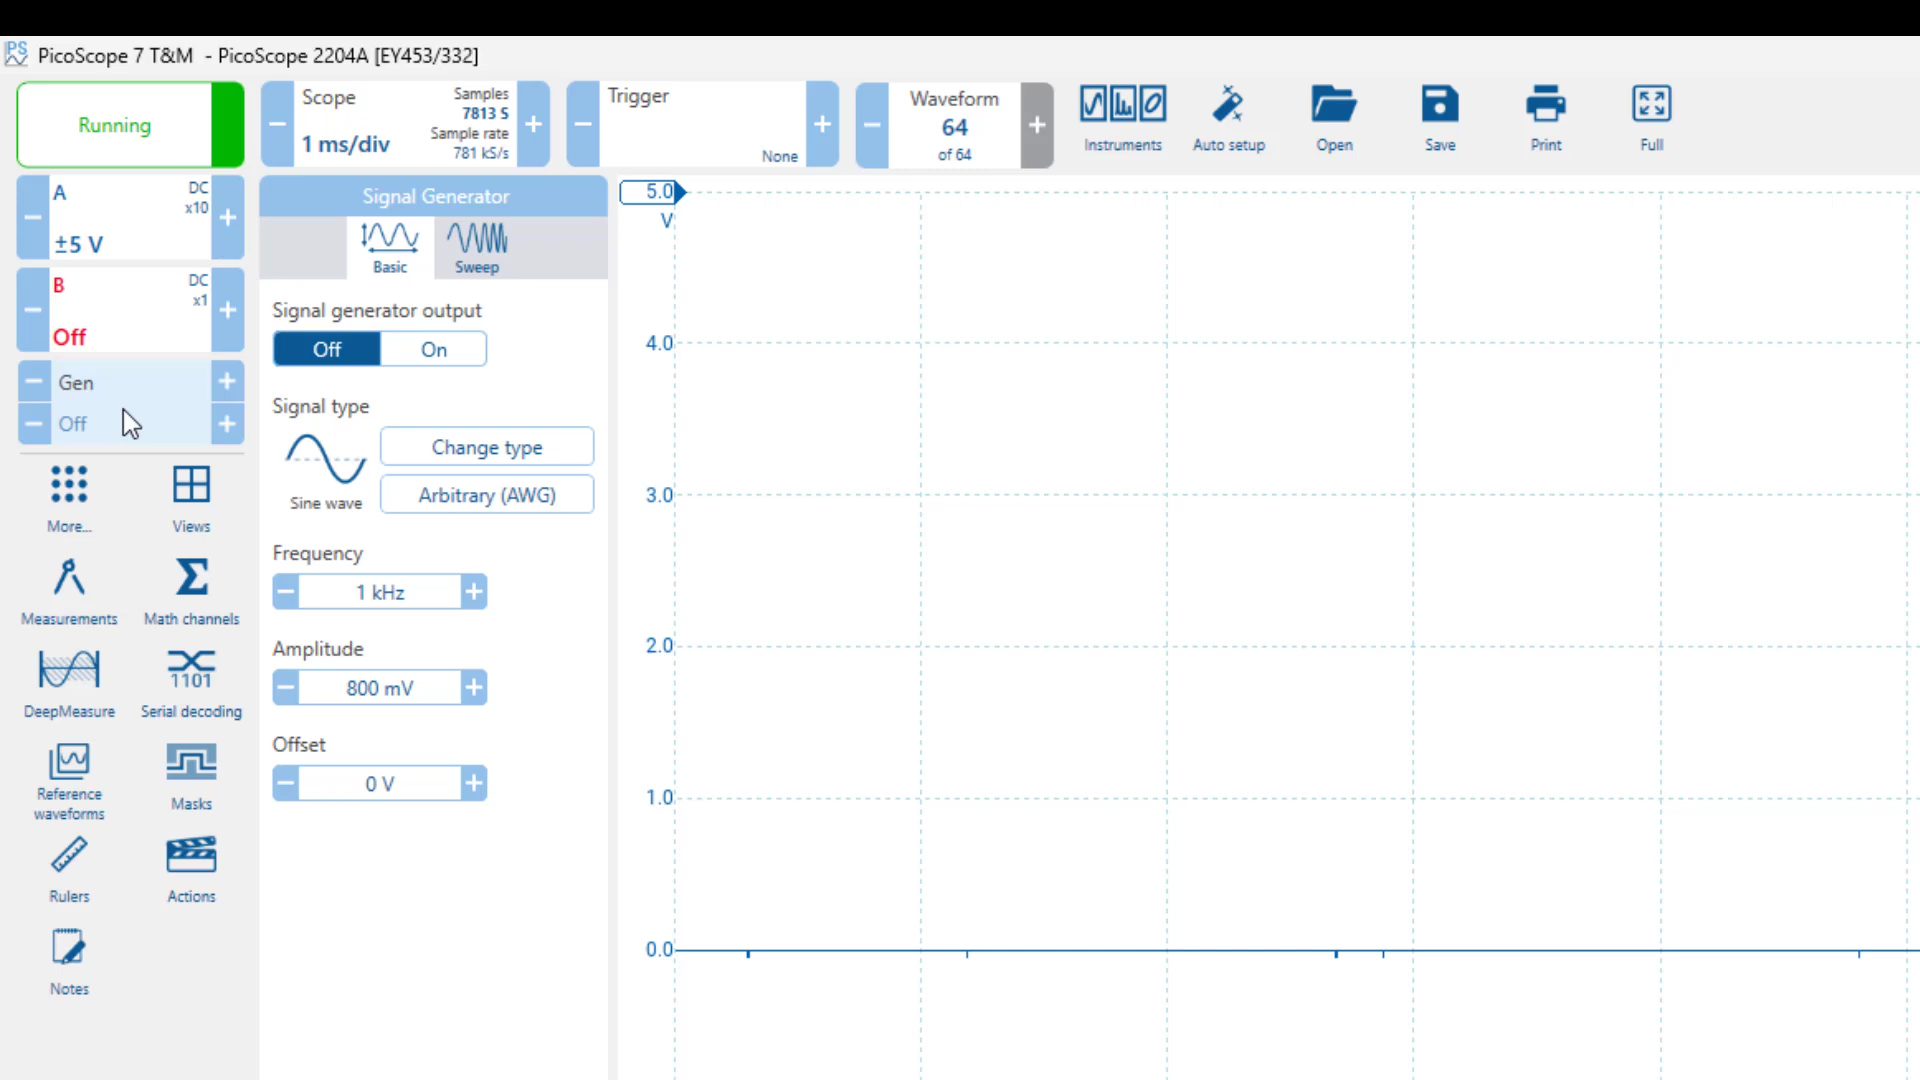 PS PicoScope 7 T&M - PicoScope 2204A [EY453/332]
Running
Scope
1 ms/div
Samples
7813 S
Sample rate
781 kS/s
Trigger
None
Waveform
64
of 64
Instruments
Auto setup
Open
Save
Print
Full
A
DC
x10
±5 V
B
DC
x1
Off
Gen
Off
More...
Views
Measurements
Math channels
1101
DeepMeasure
Serial decoding
Reference
waveforms
Masks
Rulers
Actions
Notes
Signal Generator
Basic
Sweep
Signal generator output
Off
On
Signal type
Sine wave
Change type
Arbitrary (AWG)
Frequency
1 kHz
Amplitude
800 mV
Offset
0 V
5.0
V
4.0
3.0
2.0
1.0
0.0